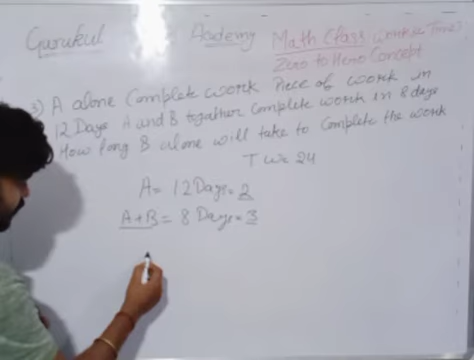 Gurukul Academy Math Class Work & Time
Zero to Hero Concept
3) A alone Complete work Piece of work in
12 Days A and B together Complete work in 8 days
How long B alone will take to Complete the work
T W = 24
A = 12 Days = 2
A + B = 8 Days = 3